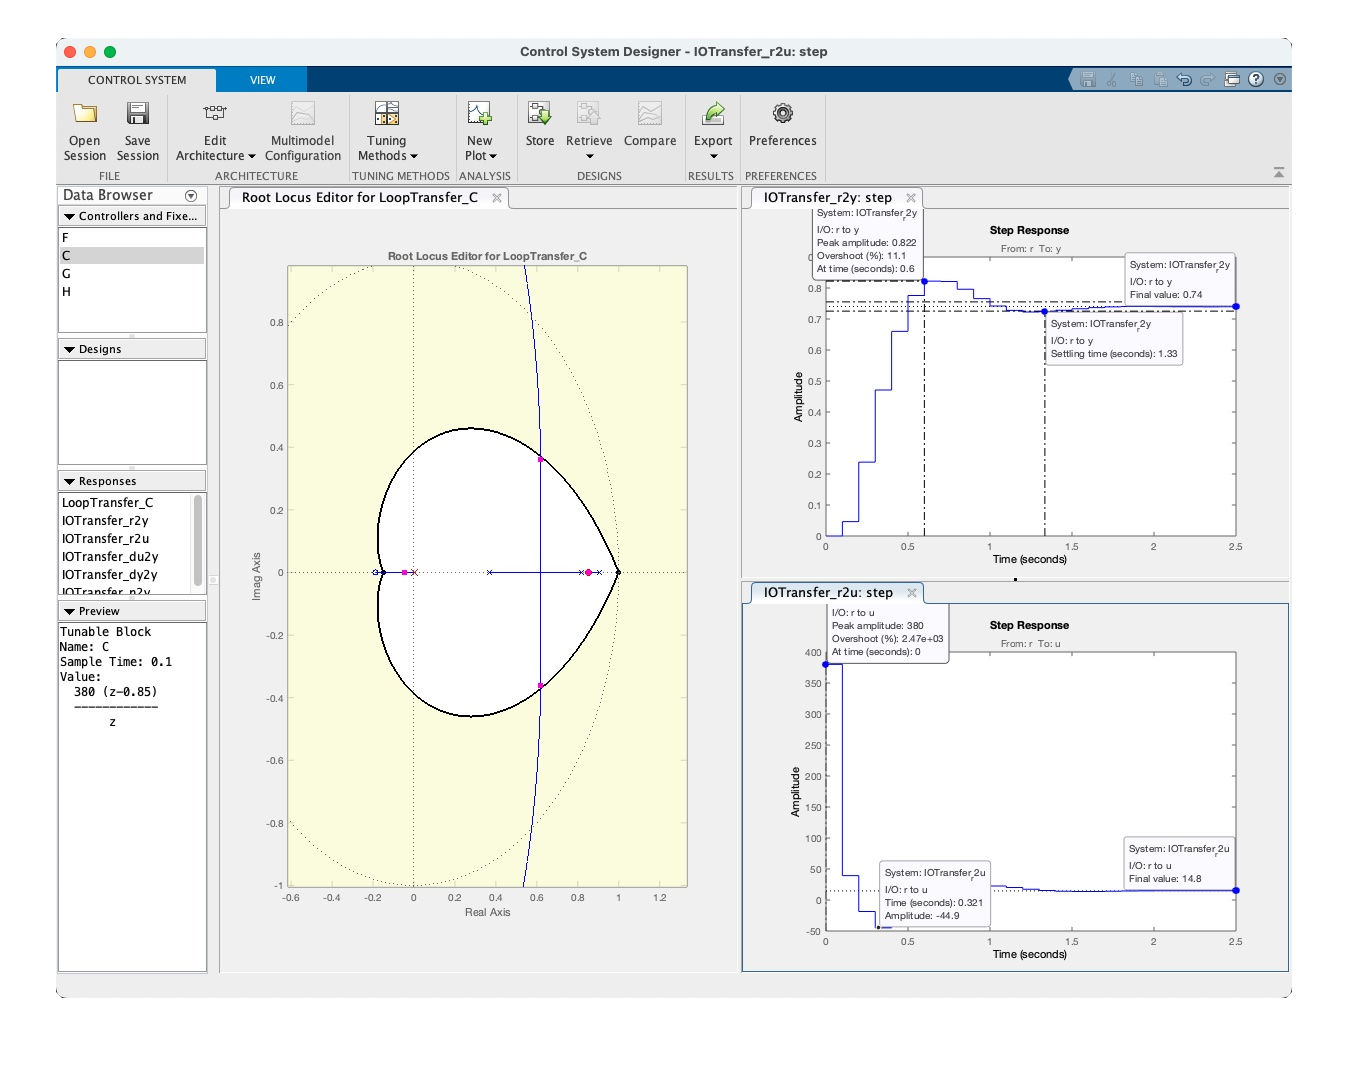 Control System Designer - IOTransfer_r2u: step
CONTROL SYSTEM
VIEW
Open Session
Save Session
Edit Architecture
Multimodel Configuration
Tuning Methods
New Plot
Store
Retrieve
Compare
Export
Preferences
FILE
ARCHITECTURE
TUNING METHODS
ANALYSIS
DESIGNS
RESULTS
PREFERENCES
Data Browser
Controllers and Fixe...
F
C
G
H
Designs
Responses
LoopTransfer_C
IOTransfer_r2y
IOTransfer_r2u
IOTransfer_du2y
IOTransfer_dy2y
IOTransfer_n2y
Preview
Tunable Block
Name: C
Sample Time: 0.1
Value:
380 (z-0.85)
------------
z
Root Locus Editor for LoopTransfer_C
Root Locus Editor for LoopTransfer_C
0.8
0.6
0.4
0.2
0
-0.2
-0.4
-0.6
-0.8
-1
-0.6
-0.4
-0.2
0
0.2
0.4
0.6
0.8
1
1.2
Imag Axis
Real Axis
IOTransfer_r2y: step
System: IOTransfer_r2y
I/O: r to y
Peak amplitude: 0.822
Overshoot (%): 11.1
At time (seconds): 0.6
Step Response
From: r To: y
System: IOTransfer_r2y
I/O: r to y
Final value: 0.74
System: IOTransfer_r2y
I/O: r to y
Settling time (seconds): 1.33
0.8
0.7
0.6
0.5
0.4
0.3
0.2
0.1
0
0
0.5
1
1.5
2
2.5
Amplitude
Time (seconds)
IOTransfer_r2u: step
I/O: r to u
Peak amplitude: 380
Overshoot (%): 2.47e+03
At time (seconds): 0
Step Response
From: r To: u
System: IOTransfer_r2u
I/O: r to u
Final value: 14.8
System: IOTransfer_r2u
I/O: r to u
Time (seconds): 0.321
Amplitude: -44.9
400
350
300
250
200
150
100
50
0
-50
0
0.5
1
1.5
2
2.5
Amplitude
Time (seconds)